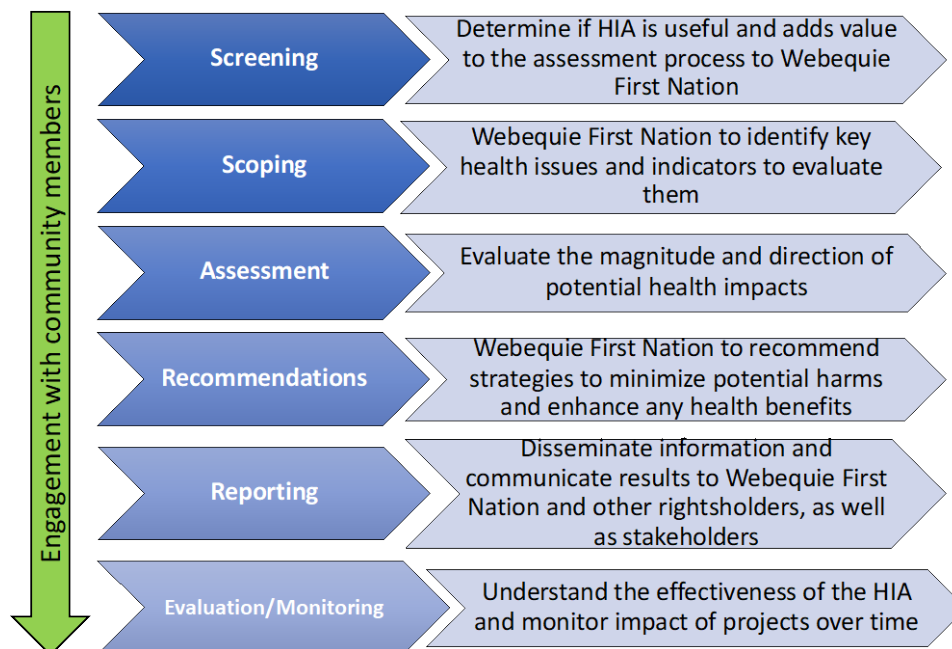 Engagement with community members
Screening
Determine if HIA is useful and adds value
to the assessment process to Webequie
First Nation
Scoping
Webequie First Nation to identify key
health issues and indicators to evaluate
them
Assessment
Evaluate the magnitude and direction of
potential health impacts
Recommendations
Webequie First Nation to recommend
strategies to minimize potential harms
and enhance any health benefits
Reporting
Disseminate information and
communicate results to Webequie First
Nation and other rightsholders, as well
as stakeholders
Evaluation/Monitoring
Understand the effectiveness of the HIA
and monitor impact of projects over time